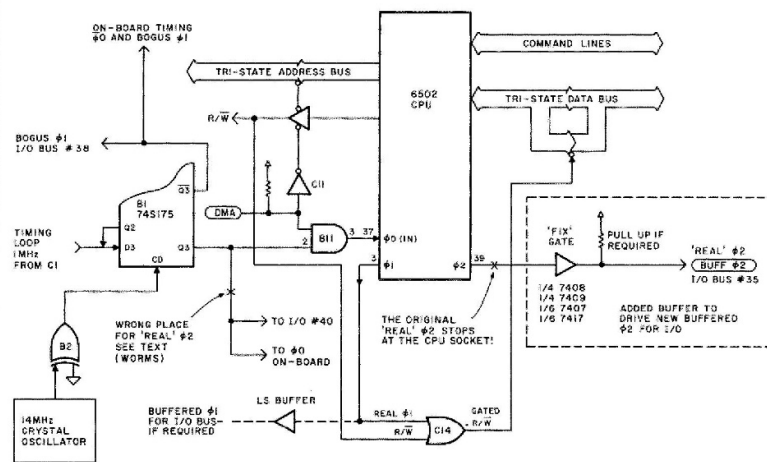 ON-BOARD TIMING
φ0 AND BOGUS φ1
TRI-STATE ADDRESS BUS
6502
CPU
COMMAND LINES
TRI-STATE DATA BUS
R/W̅
BOGUS φ1
I/O BUS #38
B1
74S175
Q̅3̅
Q2
D3
Q3
CD
TIMING
LOOP
1MHz
FROM C1
DMA
C11
B11
2
3
37
φ0 (IN)
3
φ1
φ2
39
'FIX'
GATE
PULL UP IF
REQUIRED
'REAL' φ2
BUFF φ2
I/O BUS #35
1/4 7408
1/4 7409
1/6 7407
1/6 7417
ADDED BUFFER TO
DRIVE NEW BUFFERED
φ2 FOR I/O
THE ORIGINAL
'REAL' φ2 STOPS
AT THE CPU SOCKET!
B2
WRONG PLACE
FOR 'REAL' φ2
SEE TEXT
(WORMS)
TO I/O #40
TO φ0
ON-BOARD
14MHz
CRYSTAL
OSCILLATOR
BUFFERED φ1
FOR I/O BUS
IF REQUIRED
LS BUFFER
REAL φ1
R/W̅
C14
GATED
R/W̅